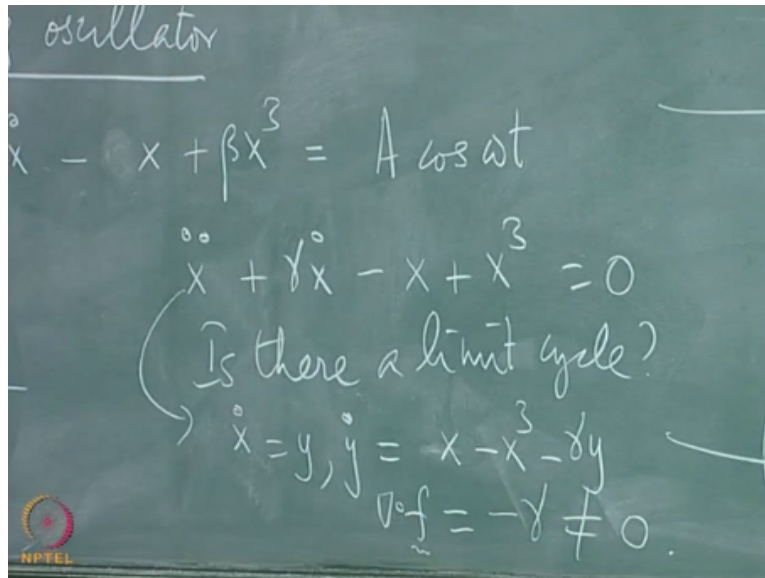 oscillator
ẋ - x + βx³ = A cos ωt
ẍ + γẋ - x + x³ = 0
Is there a limit cycle?
ẋ = y, ẏ = x - x³ - γy
∇·f = -γ ≠ 0.
NPTEL